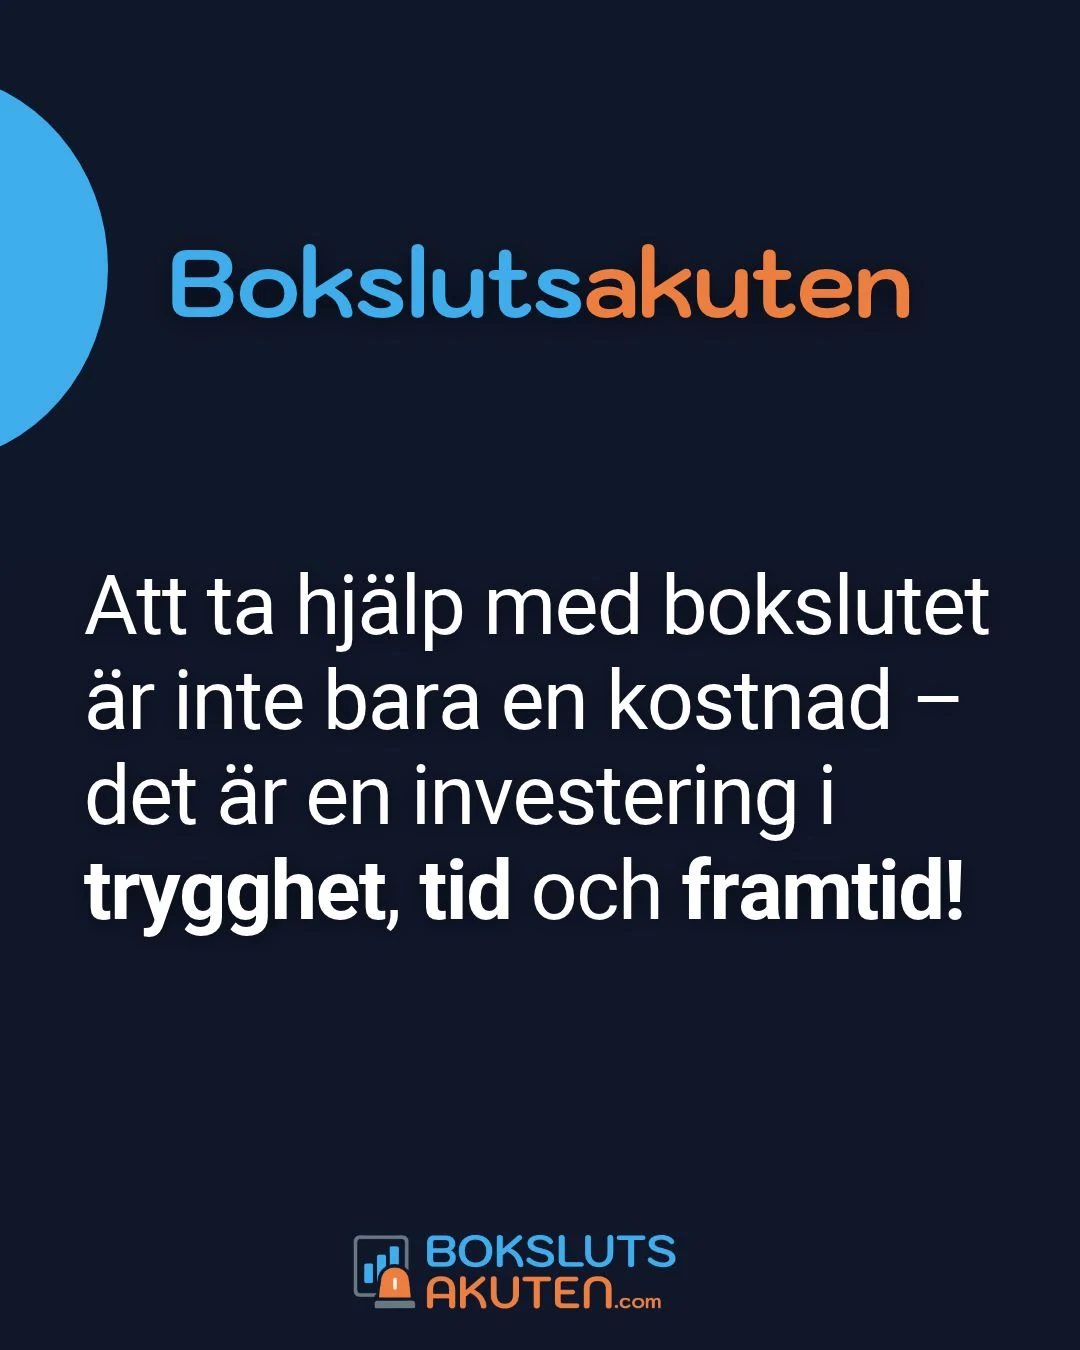 Bokslutsakuten
Att ta hjälp med bokslutet
är inte bara en kostnad –
det är en investering i
trygghet, tid och framtid!
BOKSLUTS
AKUTEN.com